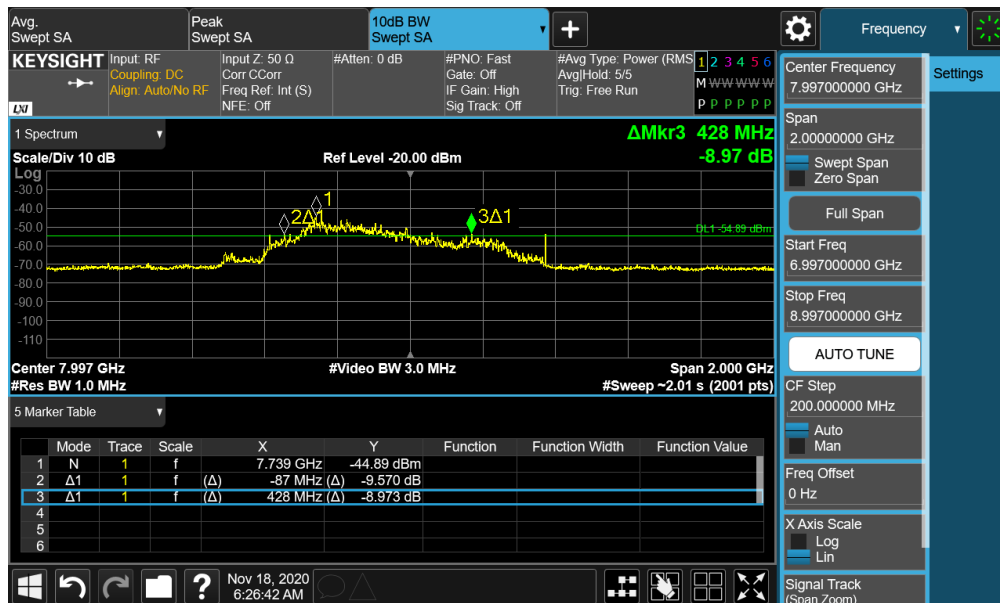 Avg.
Swept SA
Peak
Swept SA
10dB BW
Swept SA
Frequency
KEYSIGHT
LXI
Input: RF
Coupling: DC
Align: Auto/No RF
Input Z: 50 Ω
Corr CCorr
Freq Ref: Int (S)
NFE: Off
#Atten: 0 dB
#PNO: Fast
Gate: Off
IF Gain: High
Sig Track: Off
#Avg Type: Power (RMS
Avg|Hold: 5/5
Trig: Free Run
1 2 3 4 5 6
M W W W W W
P P P P P P
1 Spectrum
ΔMkr3 428 MHz
-8.97 dB
Scale/Div 10 dB
Ref Level -20.00 dBm
Log
-30.0
-40.0
-50.0
-60.0
-70.0
-80.0
-90.0
-100
-110
1
2Δ1
3Δ1
DL1 -54.89 dBm
Center 7.997 GHz
#Video BW 3.0 MHz
Span 2.000 GHz
#Res BW 1.0 MHz
#Sweep ~2.01 s (2001 pts)
5 Marker Table
Mode Trace Scale X Y Function Function Width Function Value
1 N 1 f 7.739 GHz -44.89 dBm
2 Δ1 1 f (Δ) -87 MHz (Δ) -9.570 dB
3 Δ1 1 f (Δ) 428 MHz (Δ) -8.973 dB
4
5
6
Nov 18, 2020
6:26:42 AM
Center Frequency
7.997000000 GHz
Span
2.00000000 GHz
Swept Span
Zero Span
Full Span
Start Freq
6.997000000 GHz
Stop Freq
8.997000000 GHz
AUTO TUNE
CF Step
200.000000 MHz
Auto
Man
Freq Offset
0 Hz
X Axis Scale
Log
Lin
Signal Track
(Span Zoom)
Settings